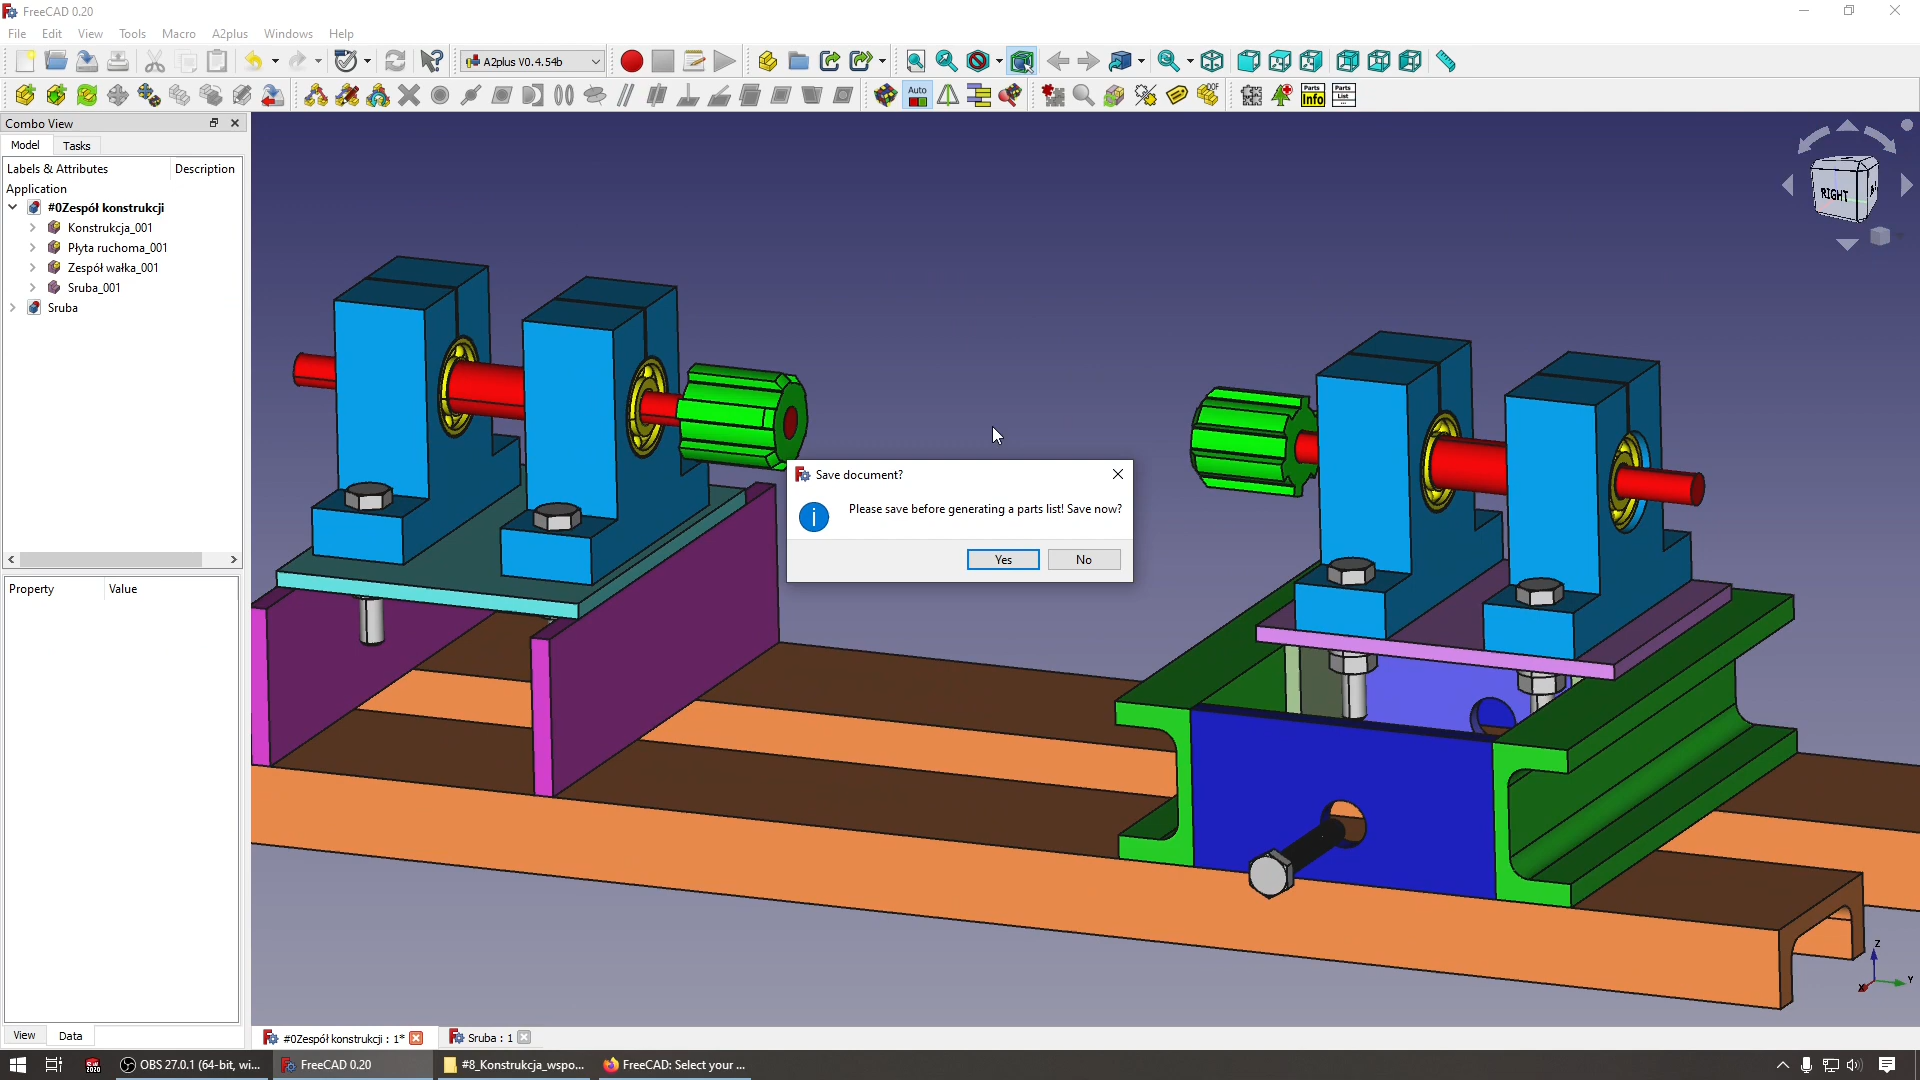 FreeCAD 0.20
File Edit View Tools Macro A2plus Windows Help
A2plus V0.4.54b
Auto
DOF
Parts Info
Parts List
Combo View
Model Tasks
Labels & Attributes Description
Application
#0Zespół konstrukcji
Konstrukcja_001
Płyta ruchoma_001
Zespół wałka_001
Sruba_001
Sruba
Property Value
RIGHT
Save document?
Please save before generating a parts list! Save now?
Yes No
Z
Y
X
View Data
#0Zespół konstrukcji : 1*
Sruba : 1
OBS 27.0.1 (64-bit, wi...
FreeCAD 0.20
#8_Konstrukcja_wspo...
FreeCAD: Select your ...